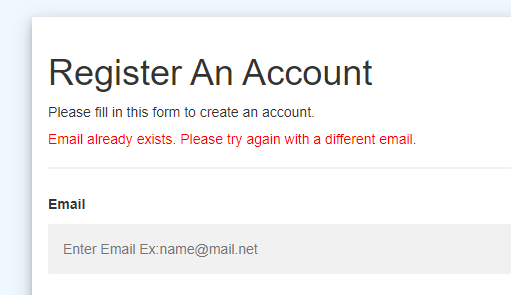 Register An Account
Please fill in this form to create an account.
Email already exists. Please try again with a different email.
Email
Enter Email Ex:name@mail.net